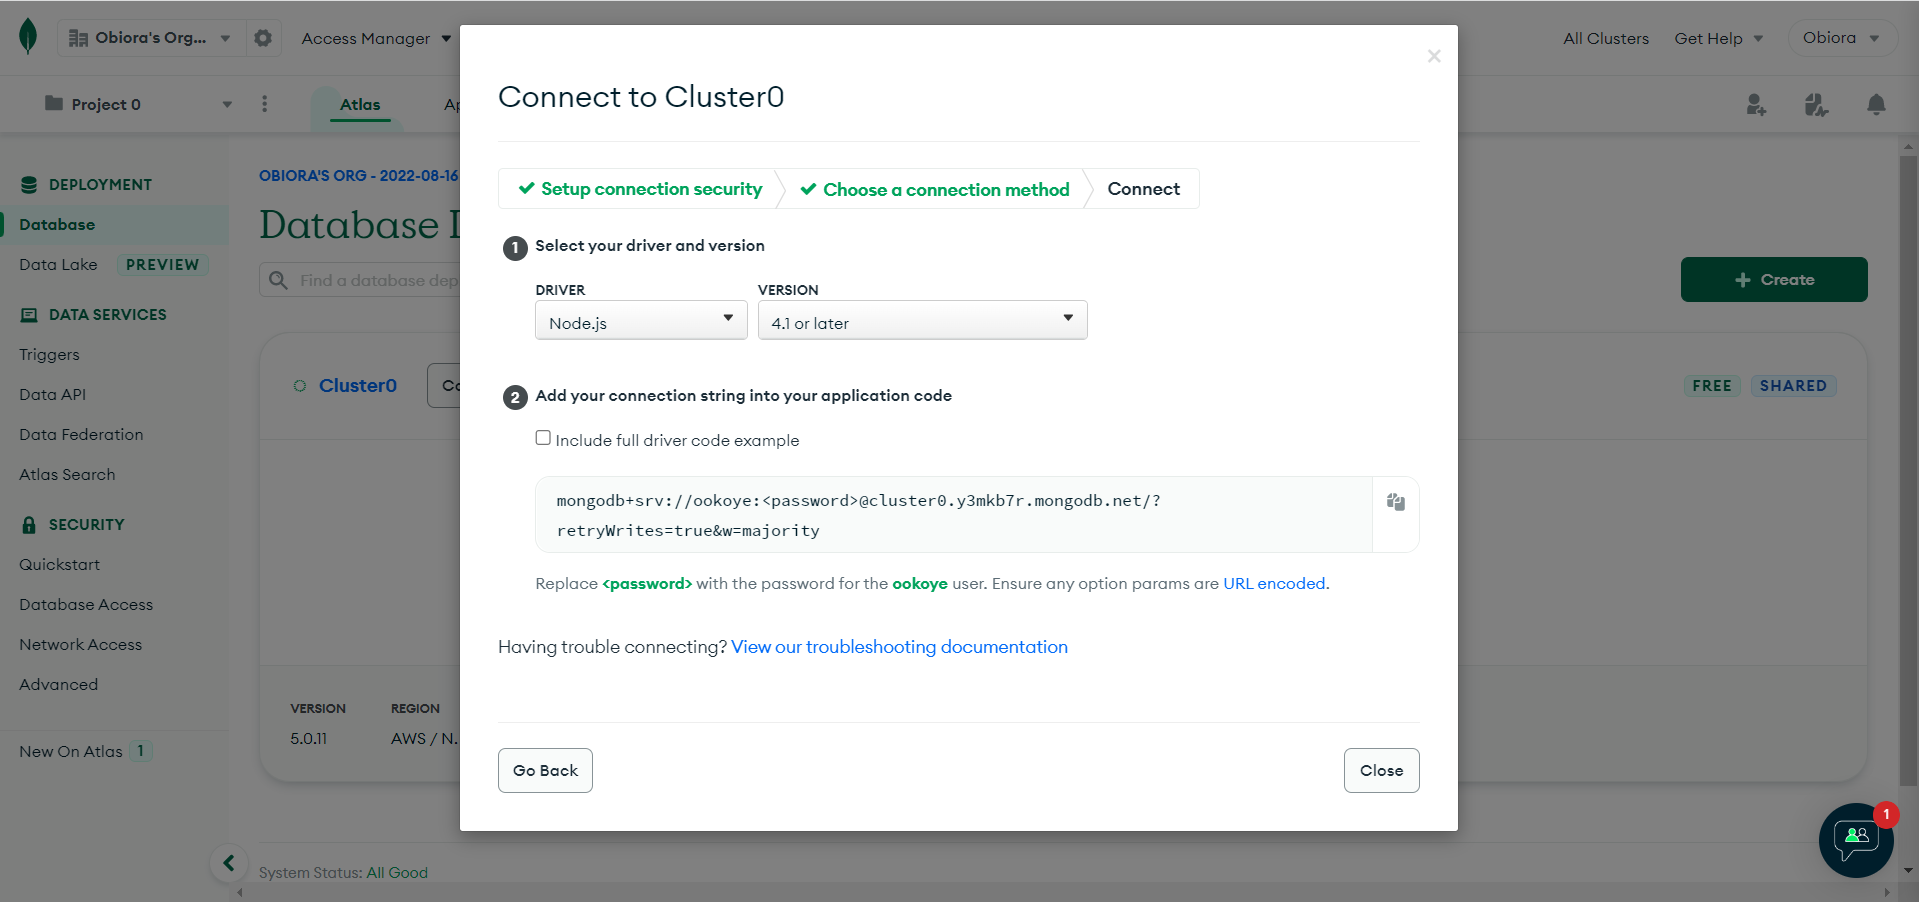 Obiora's Org...
Access Manager
All Clusters
Get Help
Obiora
Project 0
Atlas
DEPLOYMENT
Database
Data Lake PREVIEW
DATA SERVICES
Triggers
Data API
Data Federation
Atlas Search
SECURITY
Quickstart
Database Access
Network Access
Advanced
New On Atlas 1
OBIORA'S ORG - 2022-08-16
Database
Find a database dep
+ Create
Cluster0
FREE SHARED
VERSION REGION
5.0.11 AWS / N.
System Status: All Good
Connect to Cluster0
Setup connection security
Choose a connection method
Connect
1 Select your driver and version
DRIVER VERSION
Node.js 4.1 or later
2 Add your connection string into your application code
Include full driver code example
mongodb+srv://ookoye:<password>@cluster0.y3mkb7r.mongodb.net/?
retryWrites=true&w=majority
Replace <password> with the password for the ookoye user. Ensure any option params are URL encoded.
Having trouble connecting? View our troubleshooting documentation
Go Back
Close
1